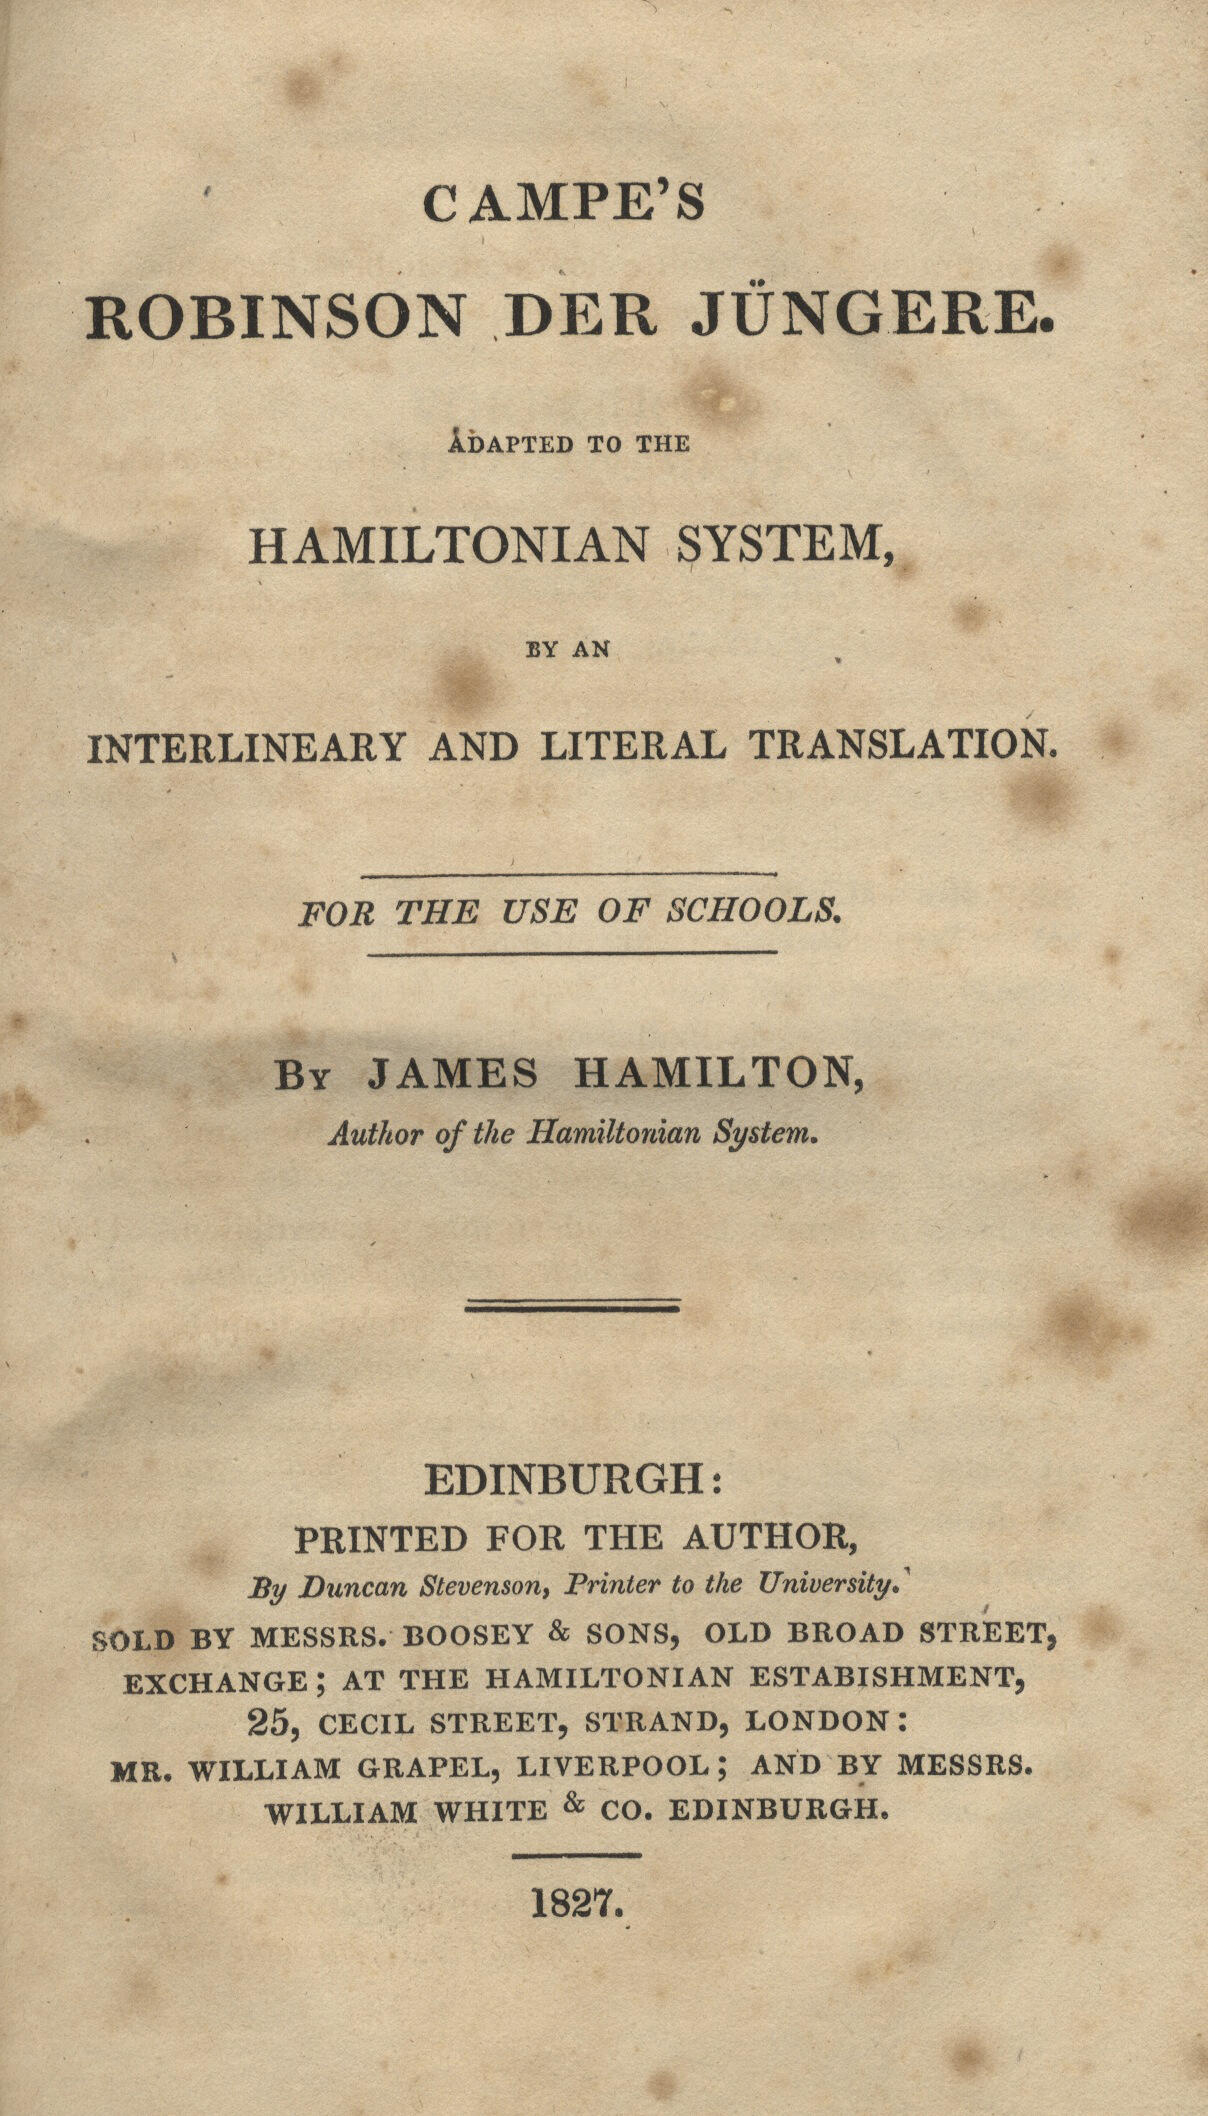 CAMPE'S
ROBINSON DER JÜNGERE.
ADAPTED TO THE
HAMILTONIAN SYSTEM,
BY AN
INTERLINEARY AND LITERAL TRANSLATION.
FOR THE USE OF SCHOOLS.
BY JAMES HAMILTON,
Author of the Hamiltonian System.
EDINBURGH:
PRINTED FOR THE AUTHOR,
By Duncan Stevenson, Printer to the University.
SOLD BY MESSRS. BOOSEY & SONS, OLD BROAD STREET,
EXCHANGE; AT THE HAMILTONIAN ESTABISHMENT,
25, CECIL STREET, STRAND, LONDON:
MR. WILLIAM GRAPEL, LIVERPOOL; AND BY MESSRS.
WILLIAM WHITE & CO. EDINBURGH.
1827.